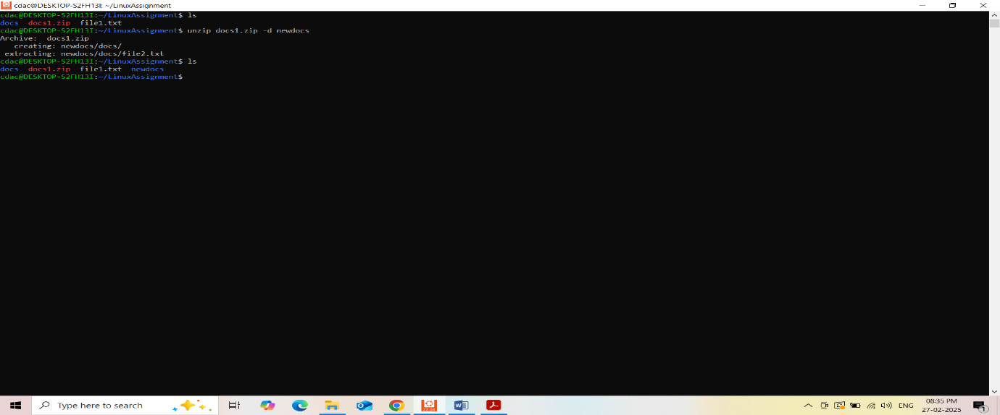 cdac@DESKTOP-S2FH13I: ~/LinuxAssignment
cdac@DESKTOP-S2FH13I:~/LinuxAssignment$ ls
docs  docs1.zip  file1.txt
cdac@DESKTOP-S2FH13I:~/LinuxAssignment$ unzip docs1.zip -d newdocs
Archive:  docs1.zip
   creating: newdocs/docs/
 extracting: newdocs/docs/file2.txt
cdac@DESKTOP-S2FH13I:~/LinuxAssignment$ ls
docs  docs1.zip  file1.txt  newdocs
cdac@DESKTOP-S2FH13I:~/LinuxAssignment$
Type here to search
ENG
08:35 PM
27-02-2025
1